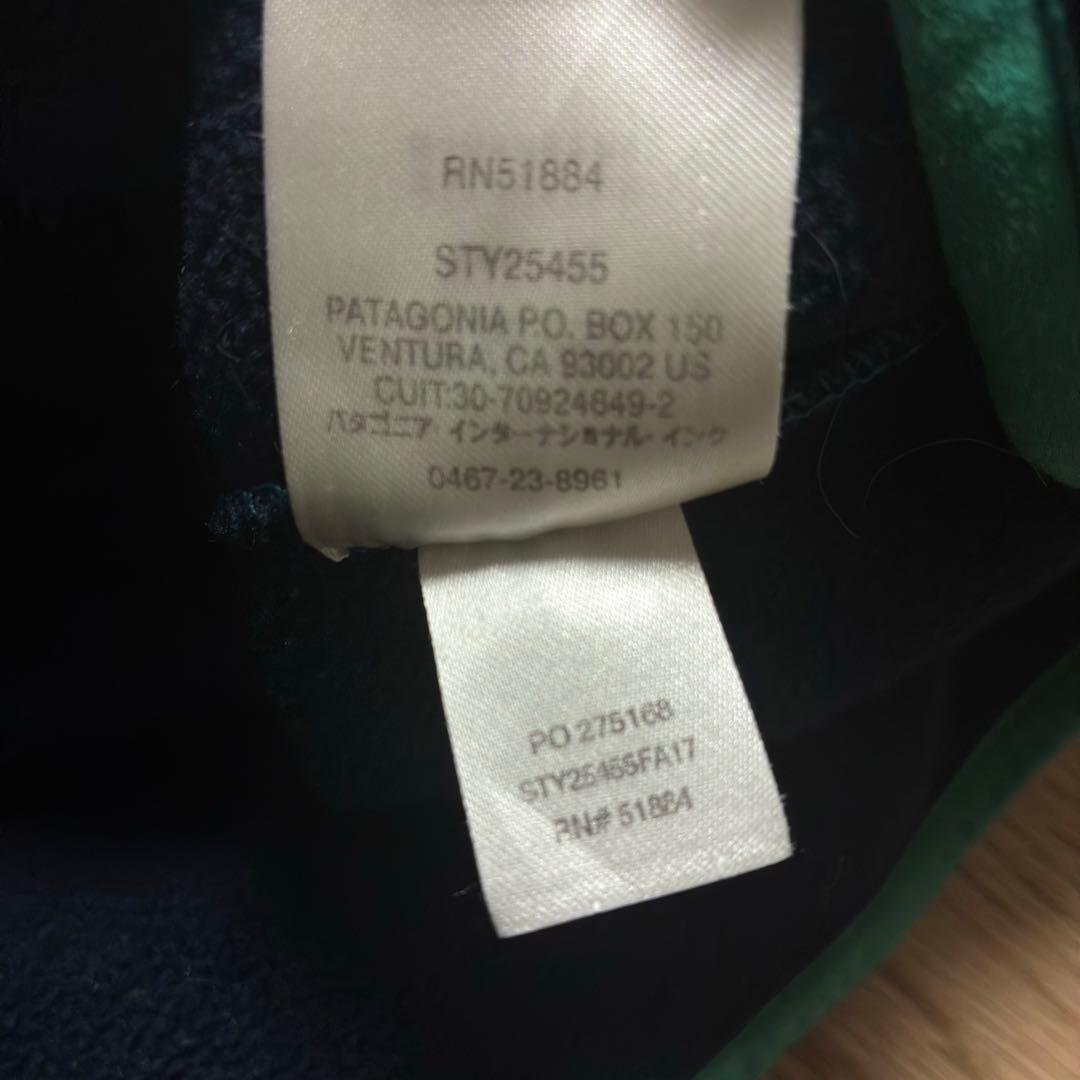 RN51884
STY25455
PATAGONIA P.O. BOX 150
VENTURA, CA 93002 US
CUIT:30-70924649-2
パタゴニア インターナショナル・インク
0467-23-8961
PO 275168
STY25455FA17
RN# 51884